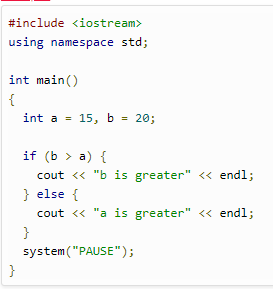 #include <iostream>
using namespace std;
int main()
{
int a = 15, b = 20;
if (b > a) {
cout << "b is greater" << endl;
} else {
cout << "a is greater" << endl;
}
system("PAUSE");
}